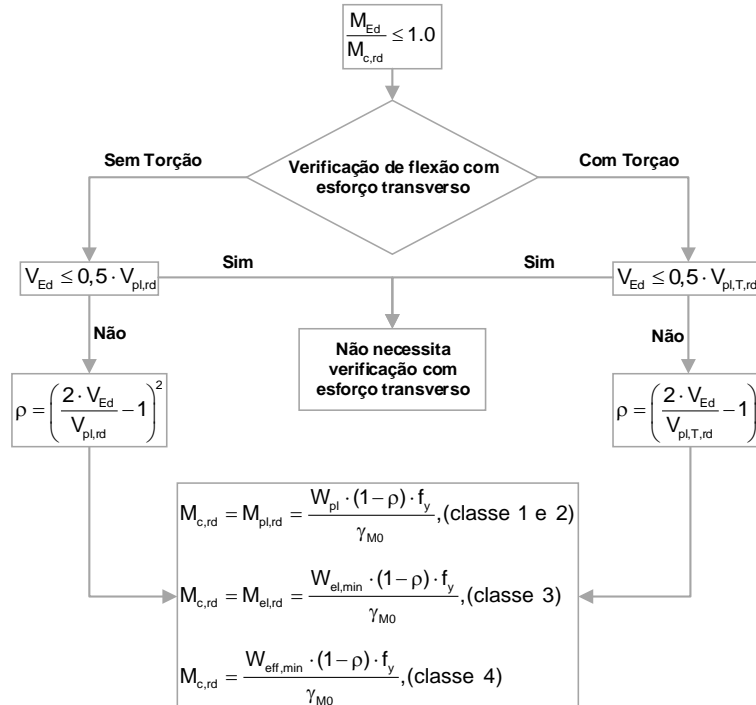 M_Ed / M_c,rd ≤ 1.0
Sem Torção
Verificação de flexão com
esforço transverso
Com Torçao
V_Ed ≤ 0,5 · V_pl,rd
Sim
Sim
V_Ed ≤ 0,5 · V_pl,T,rd
Não
Não necessita
verificação com
esforço transverso
Não
ρ = (2 · V_Ed / V_pl,rd − 1)²
ρ = (2 · V_Ed / V_pl,T,rd − 1)
M_c,rd = M_pl,rd = W_pl · (1 − ρ) · f_y / γ_M0 ,(classe 1 e 2)
M_c,rd = M_el,rd = W_el,min · (1 − ρ) · f_y / γ_M0 ,(classe 3)
M_c,rd = W_eff,min · (1 − ρ) · f_y / γ_M0 ,(classe 4)